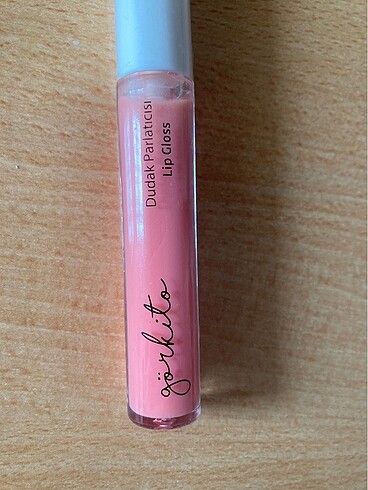 Dudak Parlatıcısı
Lip Gloss
görkito